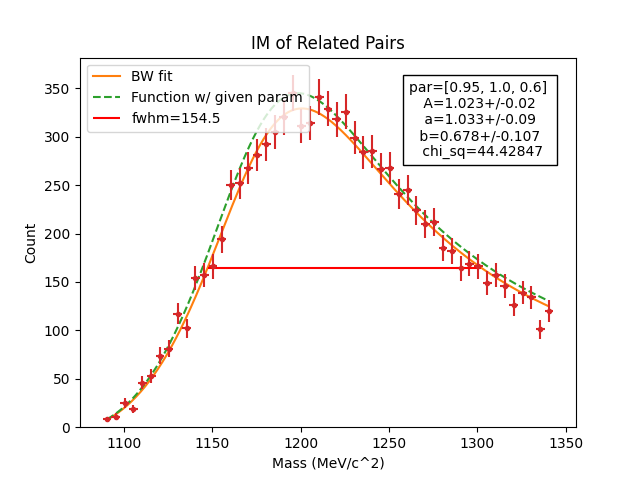 IM of Related Pairs
BW fit
Function w/ given param
fwhm=154.5
par=[0.95, 1.0, 0.6]
A=1.023+/-0.02
a=1.033+/-0.09
b=0.678+/-0.107
chi_sq=44.42847
Count
350
300
250
200
150
100
50
0
1100
1150
1200
1250
1300
1350
Mass (MeV/c^2)